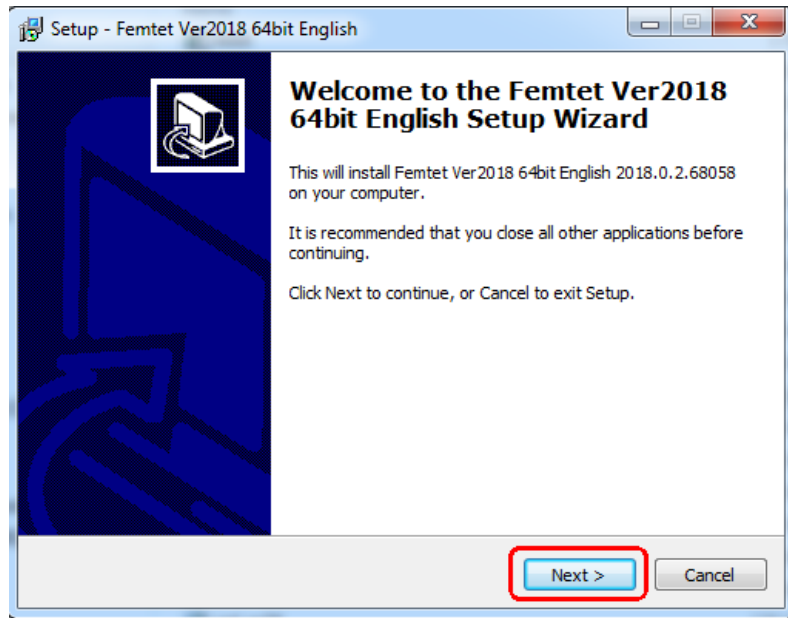 Setup - Femtet Ver2018 64bit English
Welcome to the Femtet Ver2018
64bit English Setup Wizard
This will install Femtet Ver2018 64bit English 2018.0.2.68058
on your computer.
It is recommended that you close all other applications before
continuing.
Click Next to continue, or Cancel to exit Setup.
Next >
Cancel